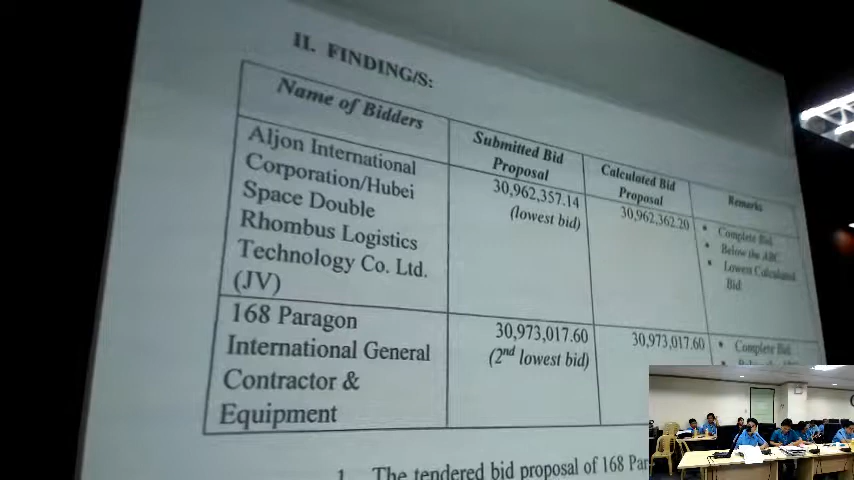 II. FINDING/S:
Name of Bidders
Submitted Bid
Proposal
Calculated Bid
Proposal
Remarks
Aljon International
Corporation/Hubei
Space Double
Rhombus Logistics
Technology Co. Ltd.
(JV)
30,962,357.14
(lowest bid)
30,962,362.20
• Complete Bid
• Below the ABC
• Lowest Calculated
Bid
168 Paragon
International General
Contractor &
Equipment
30,973,017.60
(2nd lowest bid)
30,973,017.60
• Complete Bid
1. The tendered bid proposal of 168 Par